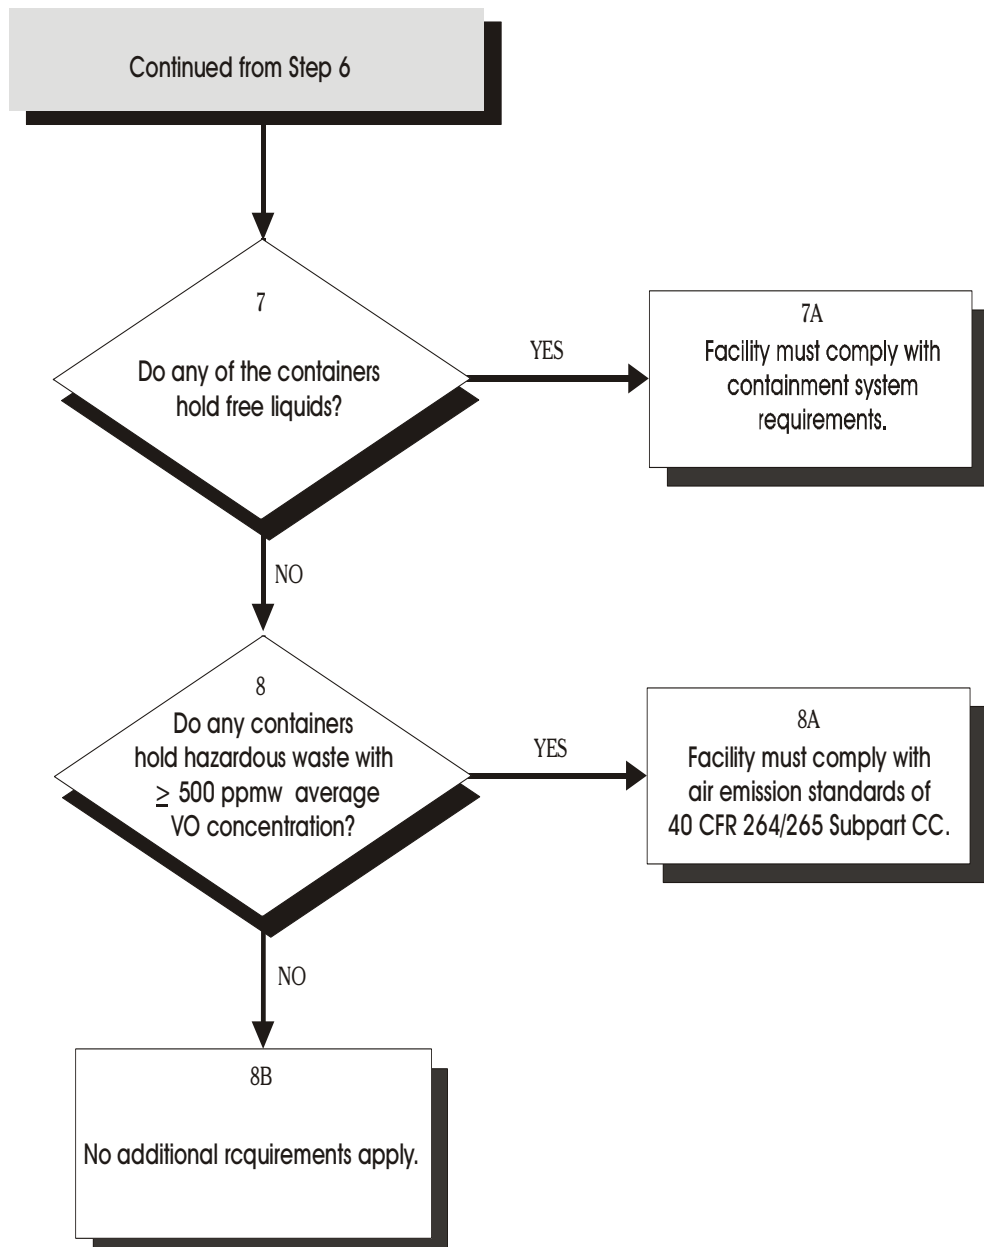 Continued from Step 6
7
Do any of the containers
hold free liquids?
YES
7A
Facility must comply with
containment system
requirements.
NO
8
Do any containers
hold hazardous waste with
≥ 500 ppmw average
VO concentration?
YES
8A
Facility must comply with
air emission standards of
40 CFR 264/265 Subpart CC.
NO
8B
No additional rcquirements apply.